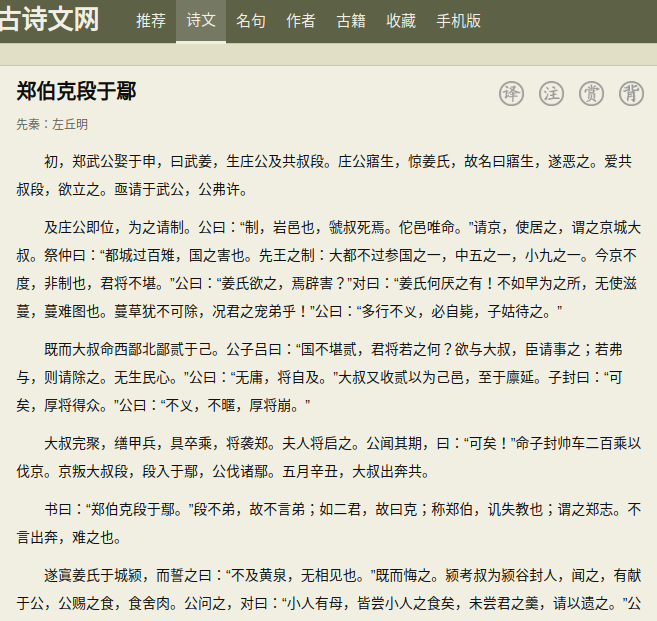 古诗文网 推荐 诗文 名句 作者 古籍 收藏 手机版
郑伯克段于鄢 译 注 赏 背
先秦：左丘明
初，郑武公娶于申，曰武姜，生庄公及共叔段。庄公寤生，惊姜氏，故名曰寤生，遂恶之。爱共
叔段，欲立之。亟请于武公，公弗许。
及庄公即位，为之请制。公曰：“制，岩邑也，虢叔死焉。佗邑唯命。”请京，使居之，谓之京城大
叔。祭仲曰：“都城过百雉，国之害也。先王之制：大都不过参国之一，中五之一，小九之一。今京不
度，非制也，君将不堪。”公曰：“姜氏欲之，焉辟害？”对曰：“姜氏何厌之有！不如早为之所，无使滋
蔓，蔓难图也。蔓草犹不可除，况君之宠弟乎！”公曰：“多行不义，必自毙，子姑待之。”
既而大叔命西鄙北鄙贰于己。公子吕曰：“国不堪贰，君将若之何？欲与大叔，臣请事之；若弗
与，则请除之。无生民心。”公曰：“无庸，将自及。”大叔又收贰以为己邑，至于廪延。子封曰：“可
矣，厚将得众。”公曰：“不义，不暱，厚将崩。”
大叔完聚，缮甲兵，具卒乘，将袭郑。夫人将启之。公闻其期，曰：“可矣！”命子封帅车二百乘以
伐京。京叛大叔段，段入于鄢，公伐诸鄢。五月辛丑，大叔出奔共。
书曰：“郑伯克段于鄢。”段不弟，故不言弟；如二君，故曰克；称郑伯，讥失教也；谓之郑志。不
言出奔，难之也。
遂寘姜氏于城颍，而誓之曰：“不及黄泉，无相见也。”既而悔之。颍考叔为颍谷封人，闻之，有献
于公，公赐之食，食舍肉。公问之，对曰：“小人有母，皆尝小人之食矣，未尝君之羹，请以遗之。”公